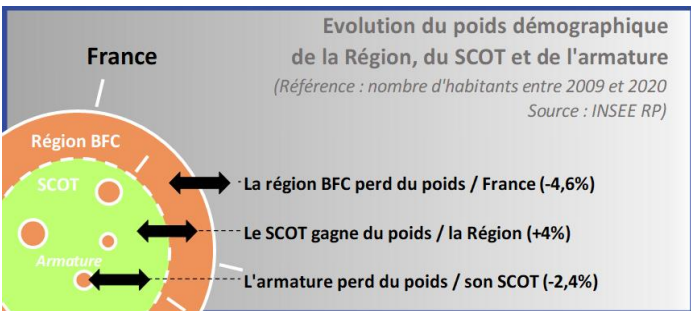 Evolution du poids démographique
de la Région, du SCOT et de l'armature
(Référence : nombre d'habitants entre 2009 et 2020
Source : INSEE RP)
France
Région BFC
SCOT
Armature
La région BFC perd du poids / France (-4,6%)
Le SCOT gagne du poids / la Région (+4%)
L'armature perd du poids / son SCOT (-2,4%)